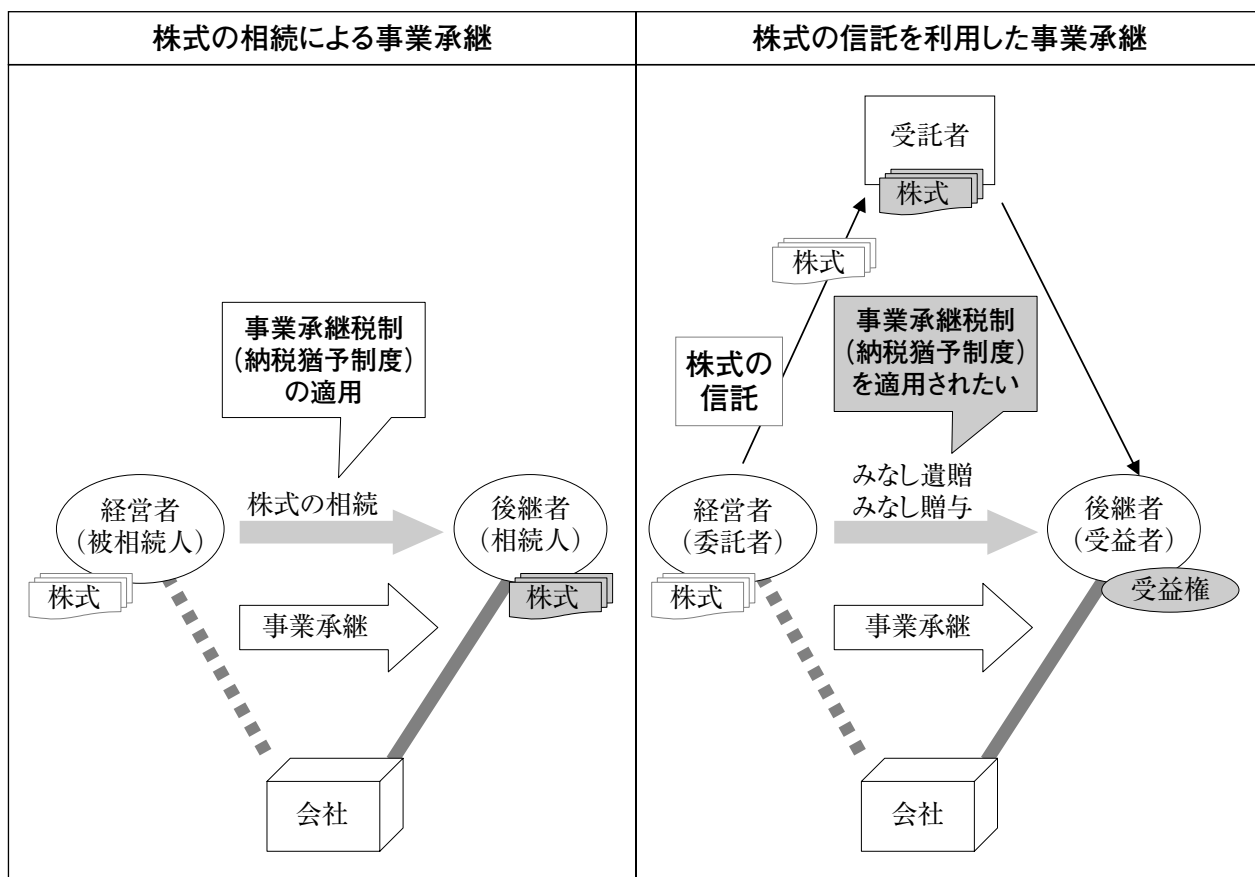 株式の相続による事業承継
事業承継税制
(納税猶予制度)
の適用
経営者
(被相続人)
株式
株式の相続
後継者
(相続人)
株式
事業承継
会社
株式の信託を利用した事業承継
受託者
株式
株式
株式の
信託
事業承継税制
(納税猶予制度)
を適用されたい
経営者
(委託者)
株式
みなし遺贈
みなし贈与
後継者
(受益者)
受益権
事業承継
会社